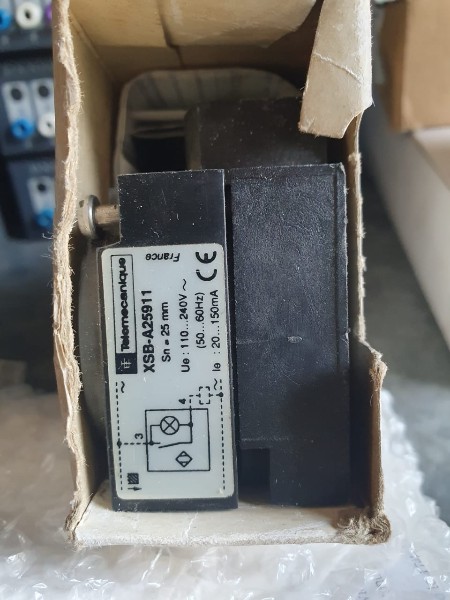 Telemecanique
XSB-A25911
Sn = 25 mm
Ue : 110...240V ~
(50...60Hz)
Ie : 20...150mA
France
CE
3
4
~
~